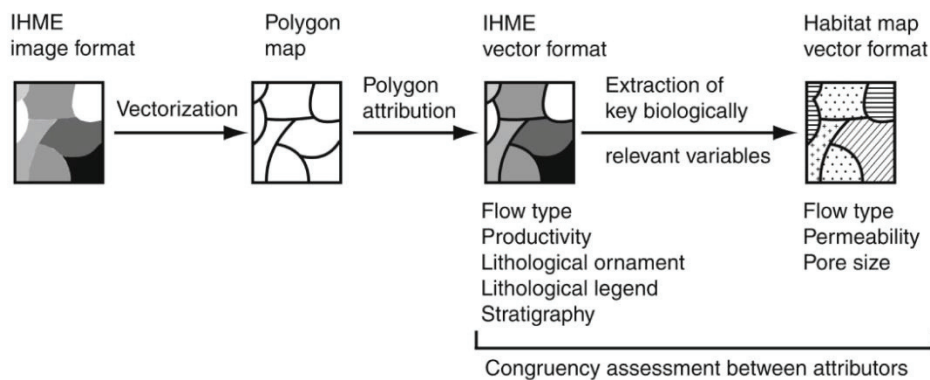 IHME
image format
Vectorization
Polygon
map
Polygon
attribution
IHME
vector format
Extraction of
key biologically
relevant variables
Habitat map
vector format
Flow type
Productivity
Lithological ornament
Lithological legend
Stratigraphy
Flow type
Permeability
Pore size
Congruency assessment between attributors